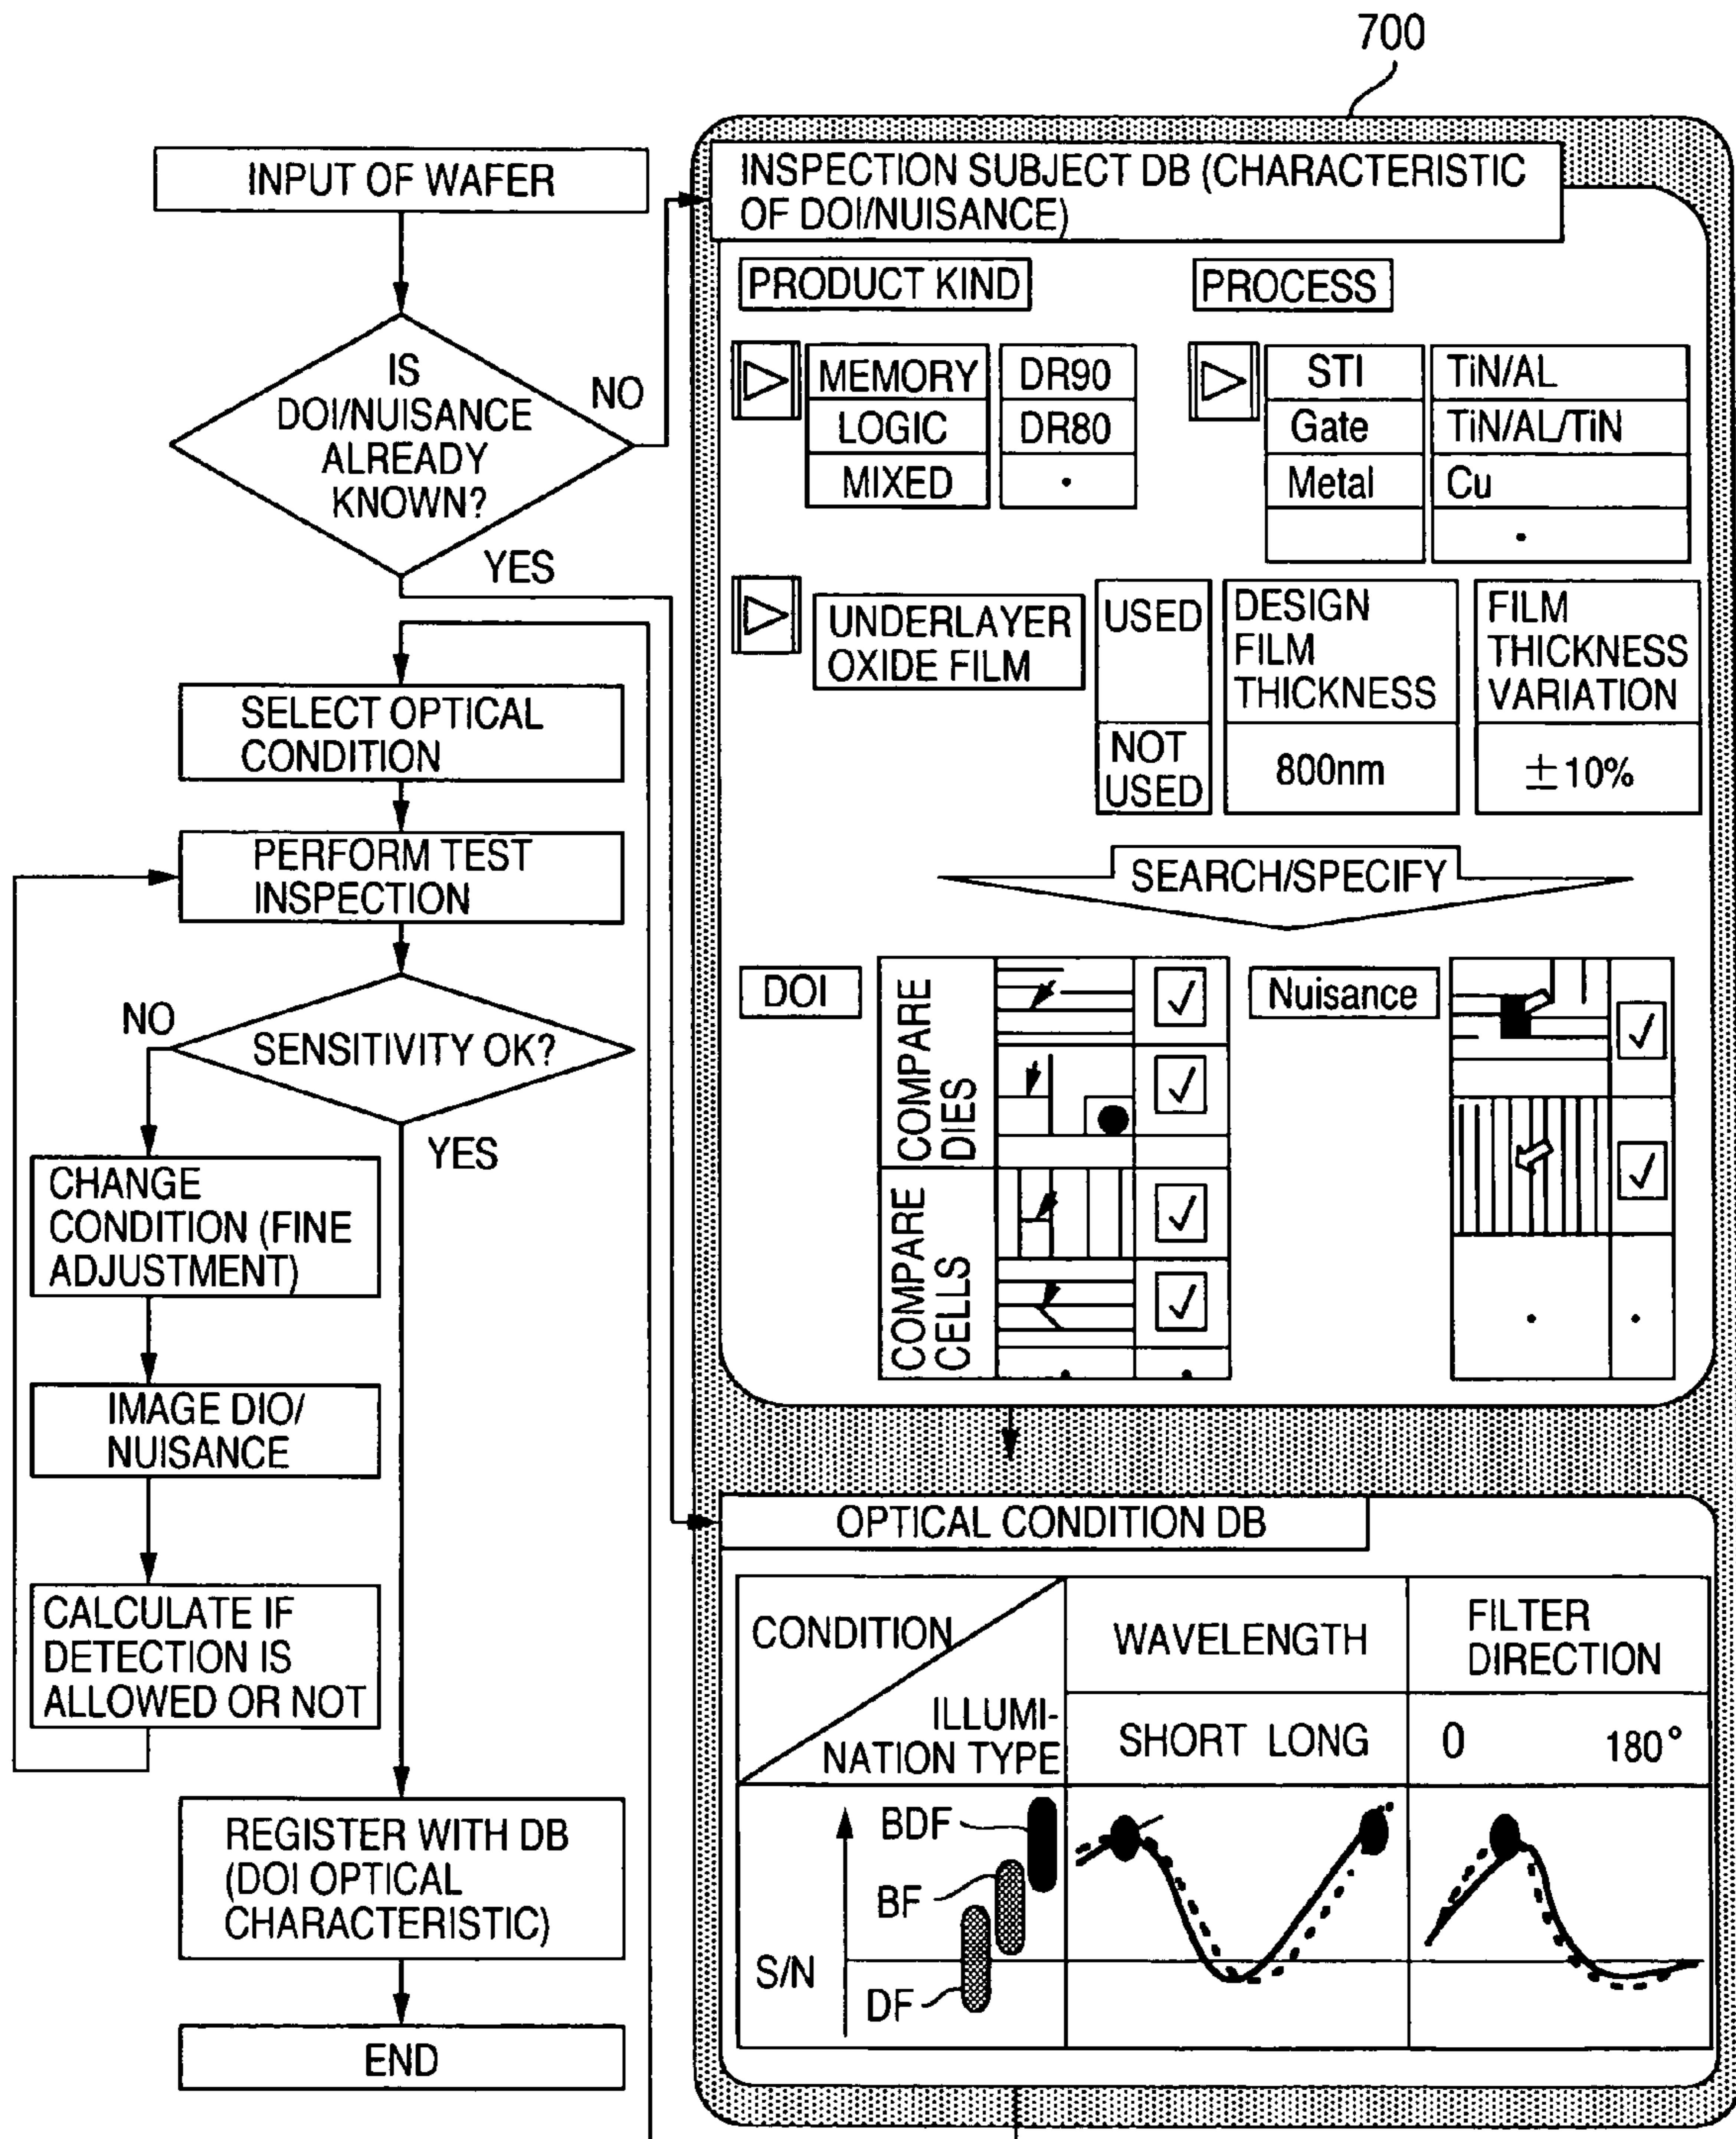 700
INPUT OF WAFER
IS
DOI/NUISANCE
ALREADY
KNOWN?
NO
YES
SELECT OPTICAL
CONDITION
PERFORM TEST
INSPECTION
SENSITIVITY OK?
NO
YES
CHANGE
CONDITION (FINE
ADJUSTMENT)
IMAGE DIO/
NUISANCE
CALCULATE IF
DETECTION IS
ALLOWED OR NOT
REGISTER WITH DB
(DOI OPTICAL
CHARACTERISTIC)
END
INSPECTION SUBJECT DB (CHARACTERISTIC
OF DOI/NUISANCE)
PRODUCT KIND
MEMORY DR90
LOGIC DR80
MIXED ·
PROCESS
STI TiN/AL
Gate TiN/AL/TiN
Metal Cu
·
UNDERLAYER
OXIDE FILM
USED
NOT
USED
DESIGN
FILM
THICKNESS
800nm
FILM
THICKNESS
VARIATION
±10%
SEARCH/SPECIFY
DOI
COMPARE
DIES
COMPARE
CELLS
Nuisance
OPTICAL CONDITION DB
CONDITION
ILLUMI-
NATION TYPE
WAVELENGTH
SHORT LONG
FILTER
DIRECTION
0 180°
S/N
BDF
BF
DF